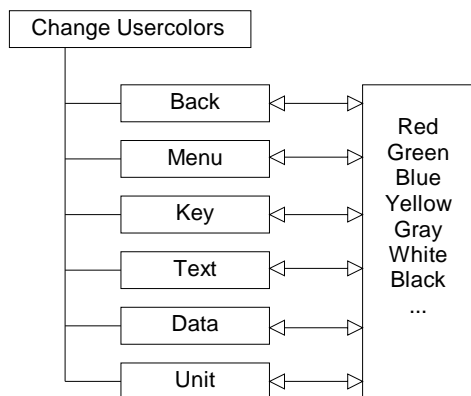 Change Usercolors
Back
Menu
Key
Text
Data
Unit
Red
Green
Blue
Yellow
Gray
White
Black
...